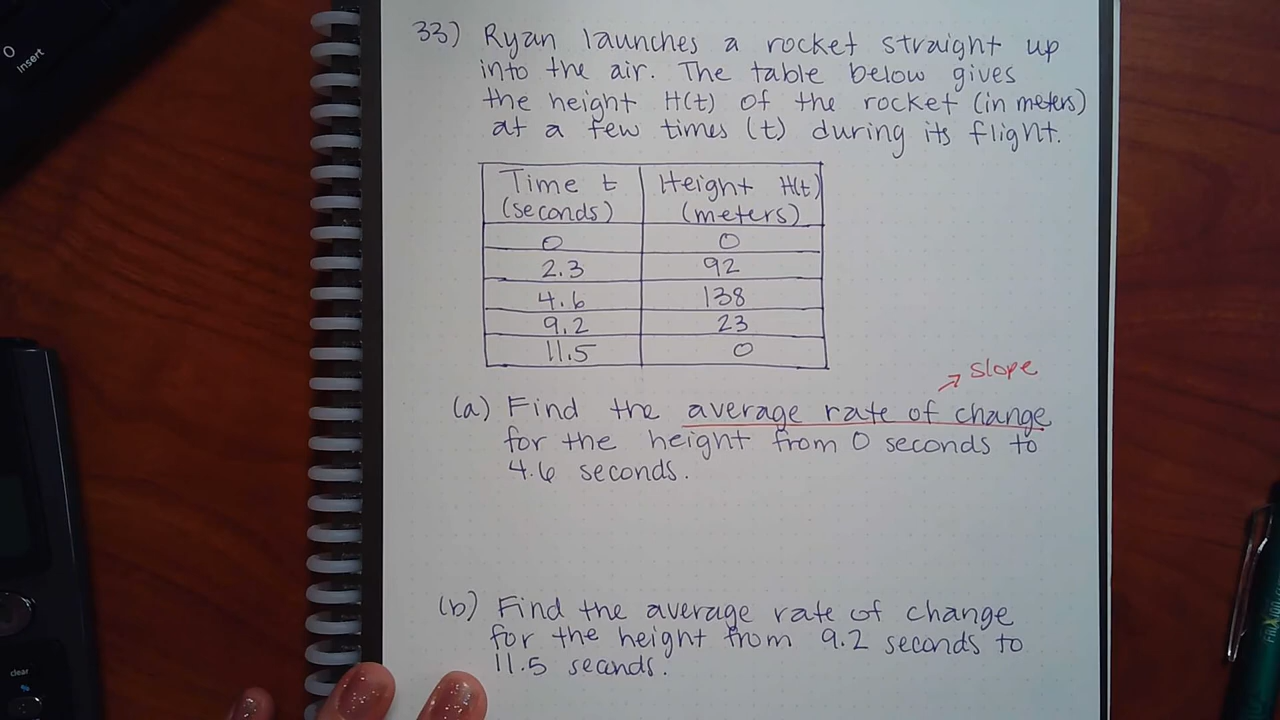 0
Insert
33) Ryan launches a rocket straight up
into the air. The table below gives
the height H(t) of the rocket (in meters)
at a few times (t) during its flight.
Time t Height H(t)
(seconds) (meters)
0 0
2.3 92
4.6 138
9.2 23
11.5 0
→ slope
(a) Find the average rate of change
for the height from 0 seconds to
4.6 seconds.
(b) Find the average rate of change
for the height from 9.2 seconds to
11.5 seconds.
clear
%